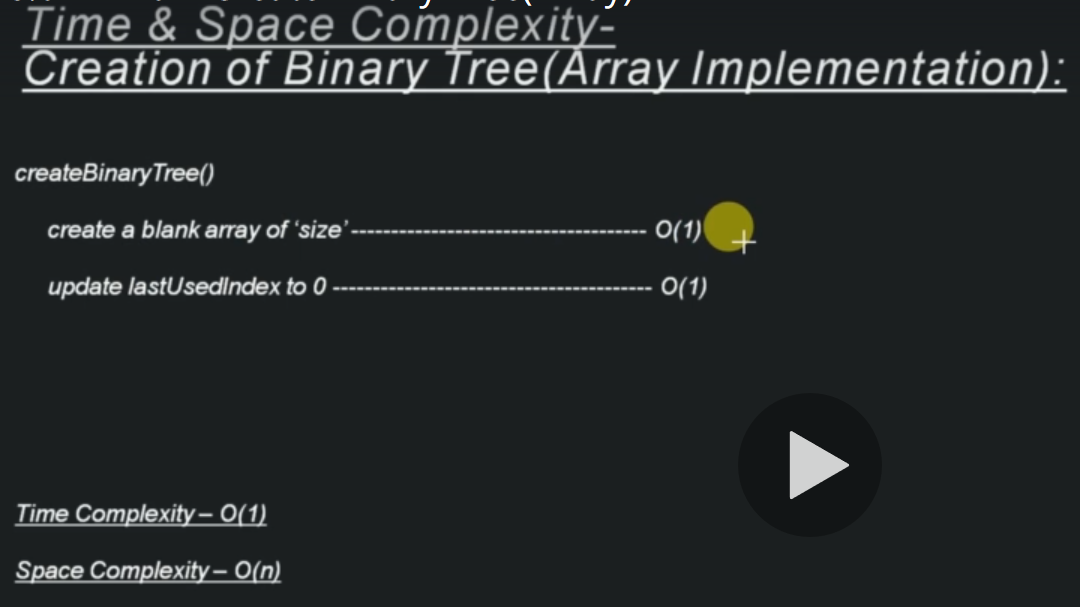 Time & Space Complexity-
Creation of Binary Tree(Array Implementation):
createBinaryTree()
create a blank array of ‘size’------------------------------------- O(1)
update lastUsedIndex to 0 ---------------------------------------- O(1)
Time Complexity – O(1)
Space Complexity – O(n)